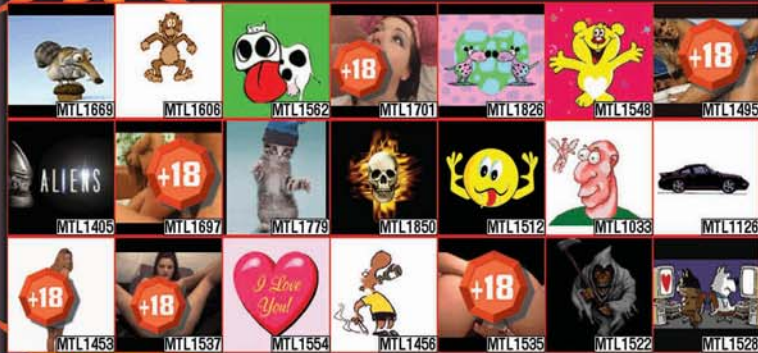 +18
+18
MTL1669
MTL1606
MTL1562
MTL1701
MTL1826
MTL1548
MTL1495
ALIENS
+18
MTL1405
MTL1697
MTL1779
MTL1850
MTL1512
MTL1033
MTL1126
+18
+18
I Love
You!
+18
MTL1453
MTL1537
MTL1554
MTL1456
MTL1535
MTL1522
MTL1528